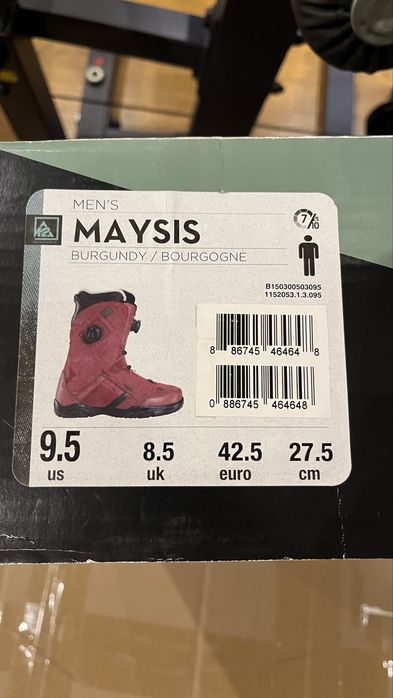 MEN'S
MAYSIS
BURGUNDY / BOURGOGNE
7/10
B150300503095
1152053.1.3.095
8 86745 46464 8
0 886745 464648
9.5 8.5 42.5 27.5
us uk euro cm